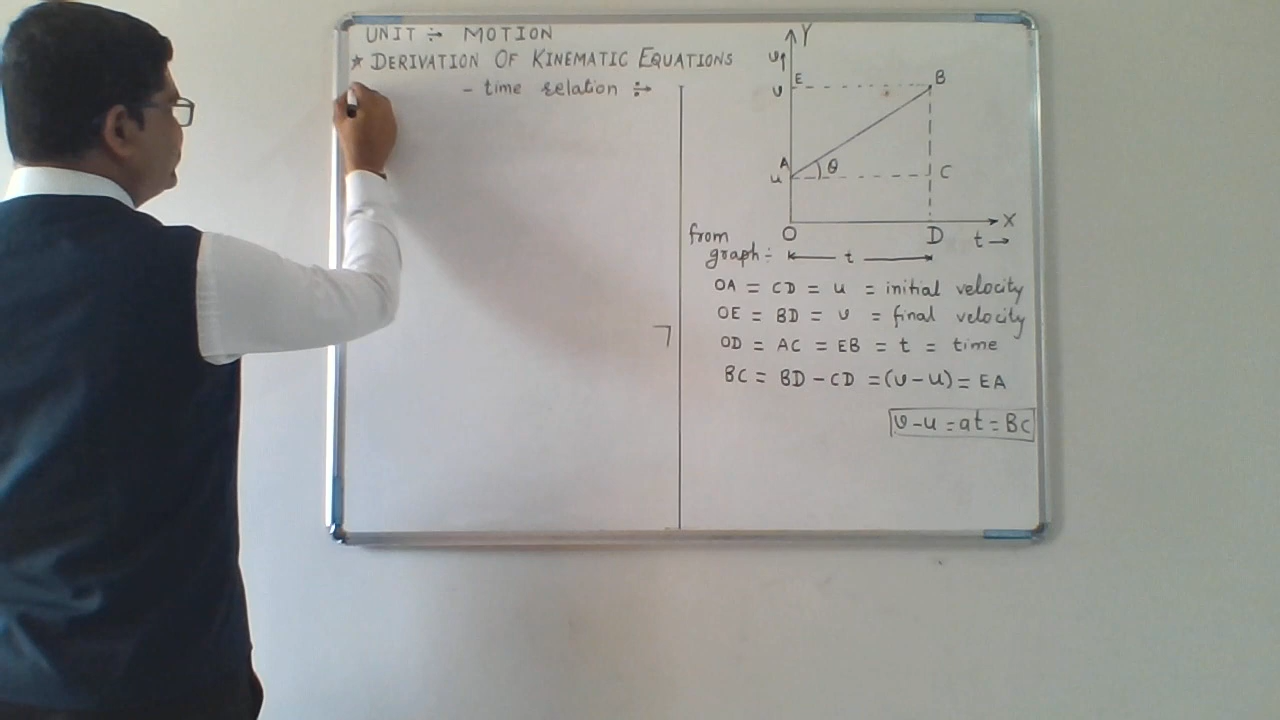 UNIT ÷ MOTION
* DERIVATION OF KINEMATIC EQUATIONS
- time relation ÷→
Y
v↑
E
B
v
A
θ
u
C
O
D
X
t →
from
graph :-
t
OA = CD = u = initial velocity
OE = BD = v = final velocity
OD = AC = EB = t = time
BC = BD - CD = (v - u) = EA
v - u = at = BC